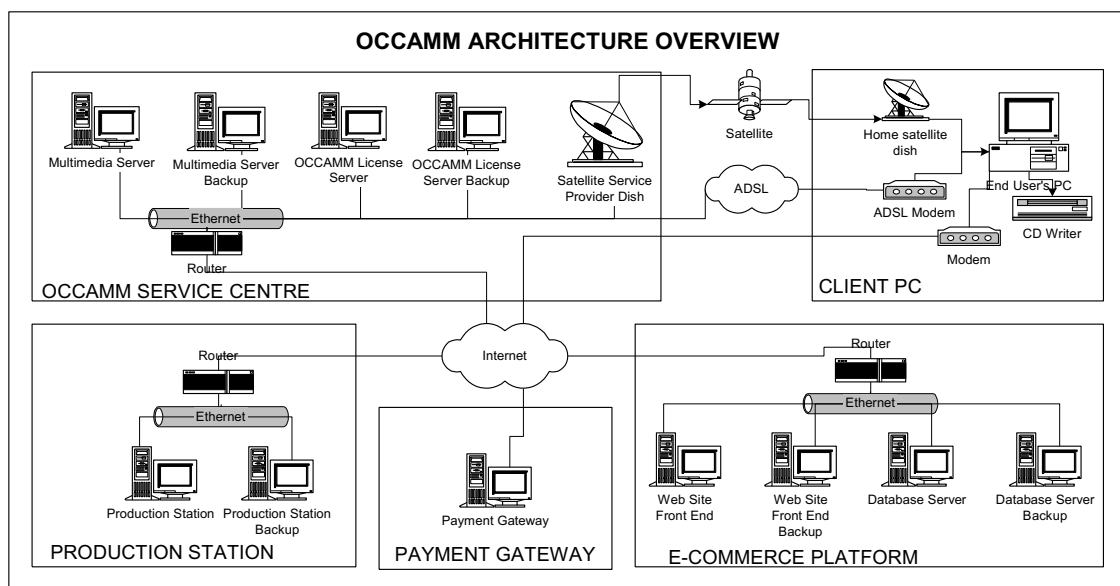 OCCAMM ARCHITECTURE OVERVIEW
Multimedia Server
Multimedia Server
Backup
OCCAMM License
Server
OCCAMM License
Server Backup
Satellite Service
Provider Dish
Ethernet
Router
OCCAMM SERVICE CENTRE
Satellite
ADSL
Home satellite
dish
End User's PC
ADSL Modem
CD Writer
Modem
CLIENT PC
Internet
Router
Ethernet
Production Station
Production Station
Backup
PRODUCTION STATION
Payment Gateway
PAYMENT GATEWAY
Router
Ethernet
Web Site
Front End
Web Site
Front End
Backup
Database Server
Database Server
Backup
E-COMMERCE PLATFORM